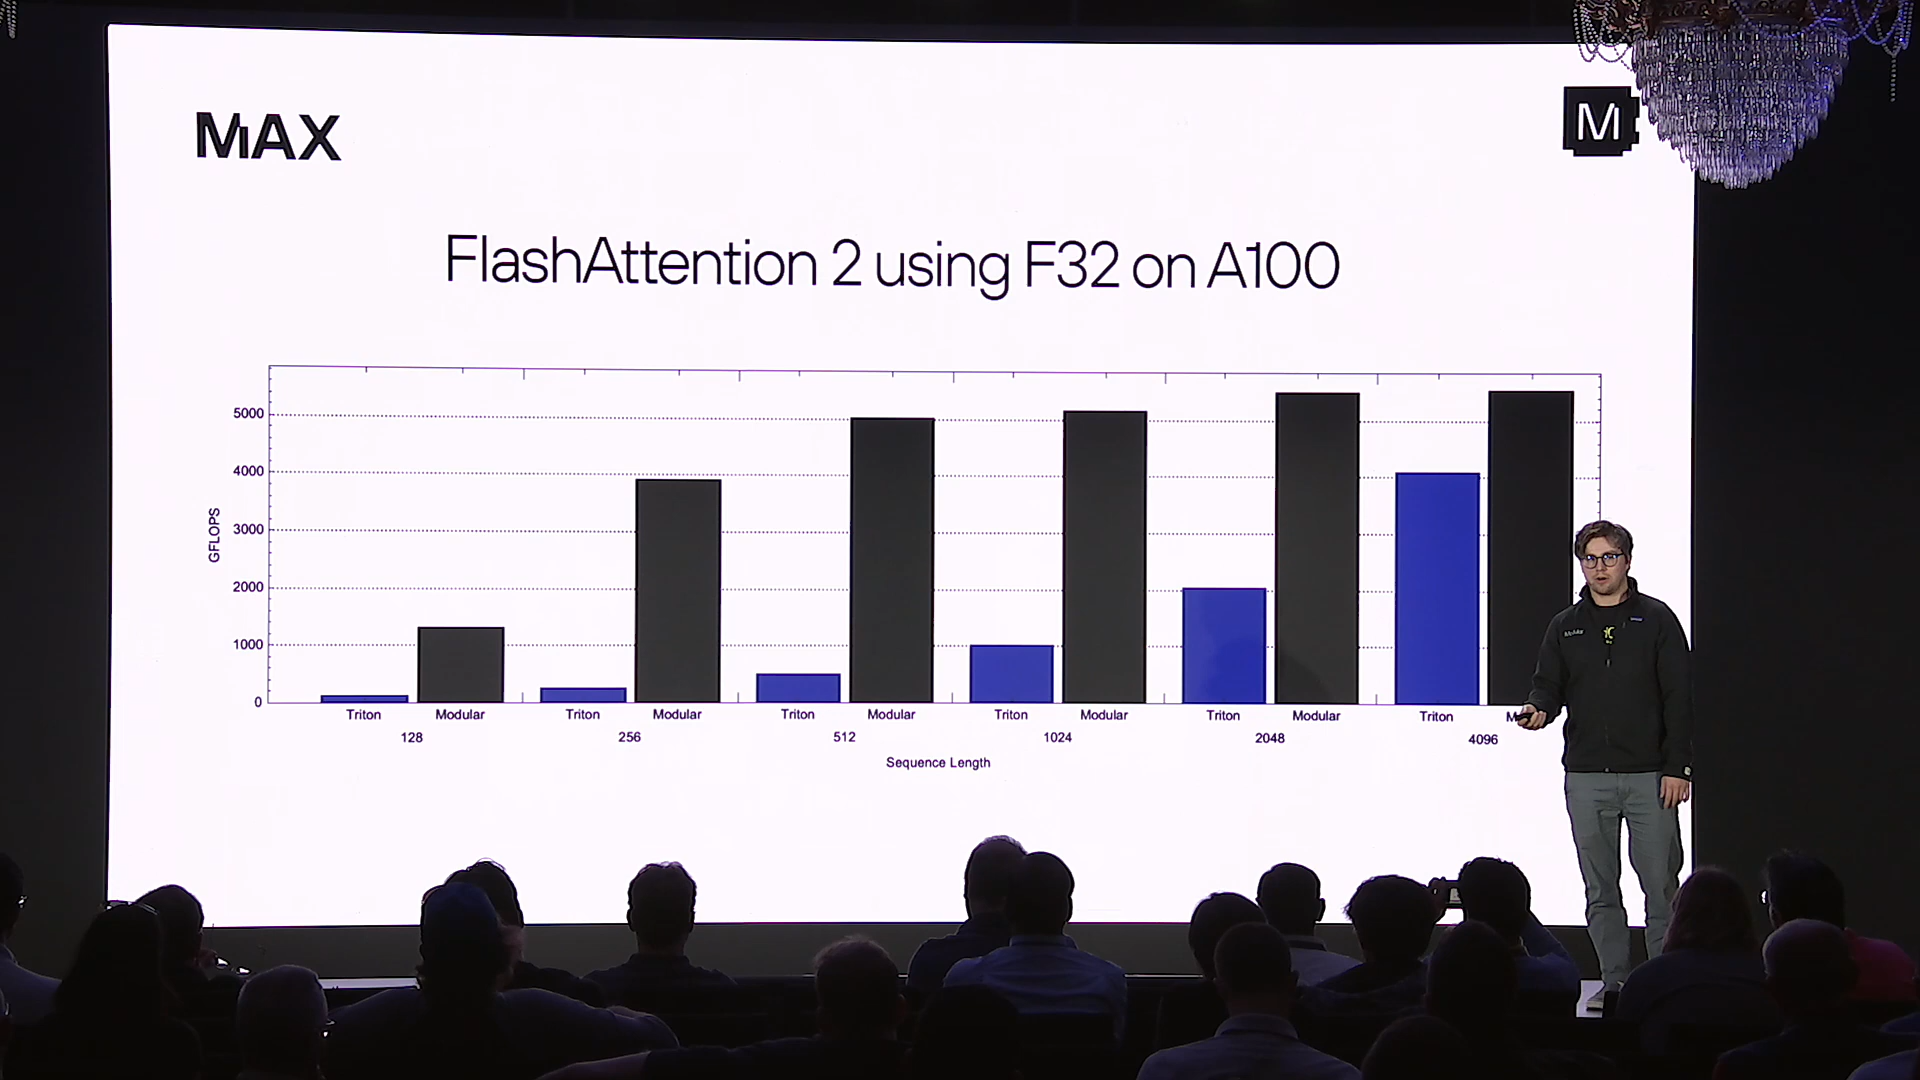 MAX
M
FlashAttention 2 using F32 on A100
5000
4000
3000
2000
1000
0
GFLOPS
Triton Modular Triton Modular Triton Modular Triton Modular Triton Modular Triton
128 256 512 1024 2048 4096
Sequence Length